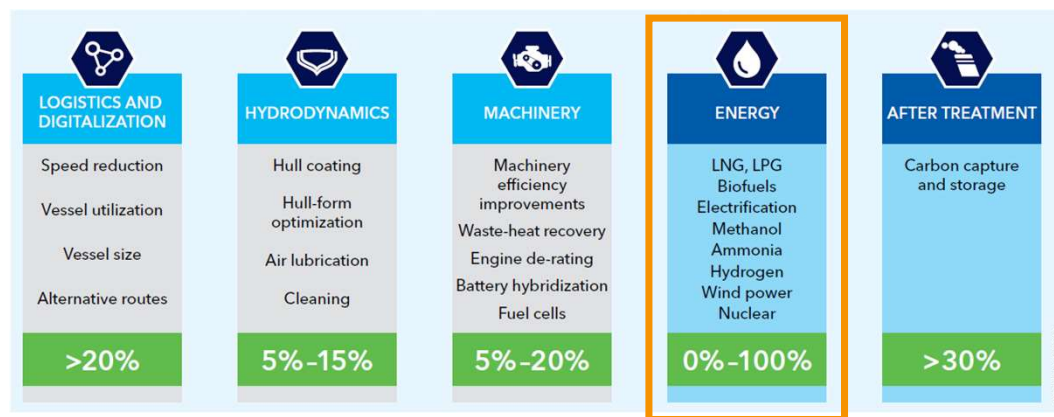 LOGISTICS AND
DIGITALIZATION
Speed reduction
Vessel utilization
Vessel size
Alternative routes
>20%
HYDRODYNAMICS
Hull coating
Hull-form
optimization
Air lubrication
Cleaning
5%–15%
MACHINERY
Machinery
efficiency
improvements
Waste-heat recovery
Engine de-rating
Battery hybridization
Fuel cells
5%–20%
ENERGY
LNG, LPG
Biofuels
Electrification
Methanol
Ammonia
Hydrogen
Wind power
Nuclear
0%–100%
AFTER TREATMENT
Carbon capture
and storage
>30%